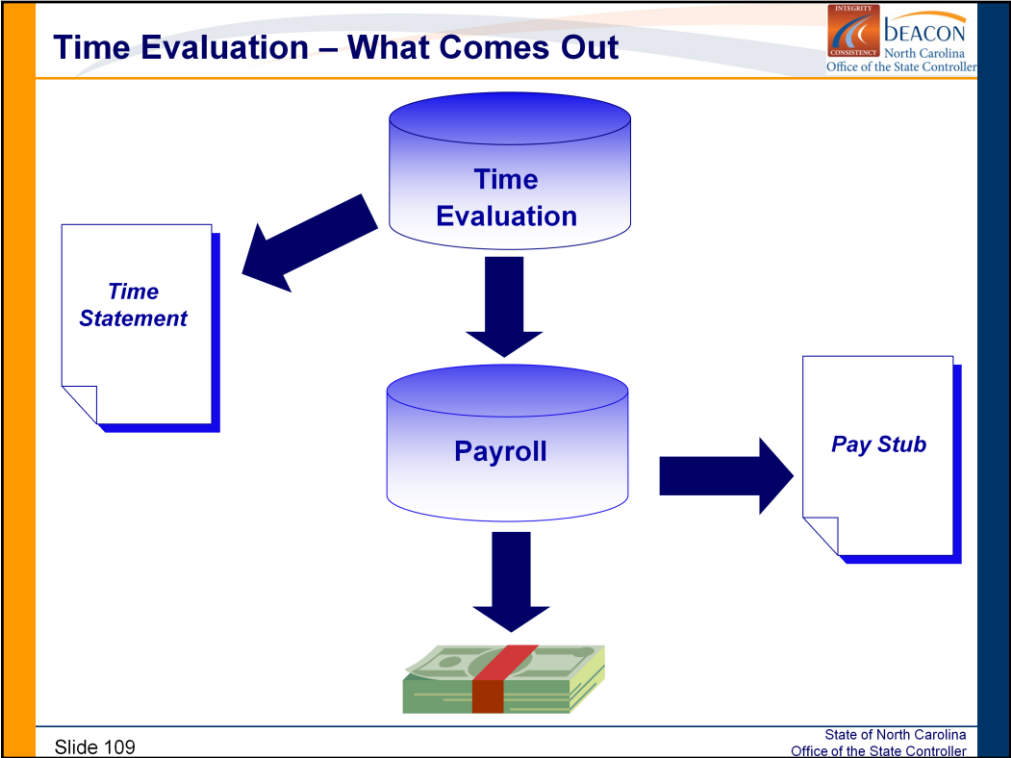 Time Evaluation – What Comes Out
INTEGRITY
CONSISTENCY
beacon
North Carolina
Office of the State Controller
Time
Evaluation
Time
Statement
Payroll
Pay Stub
Slide 109
State of North Carolina
Office of the State Controller